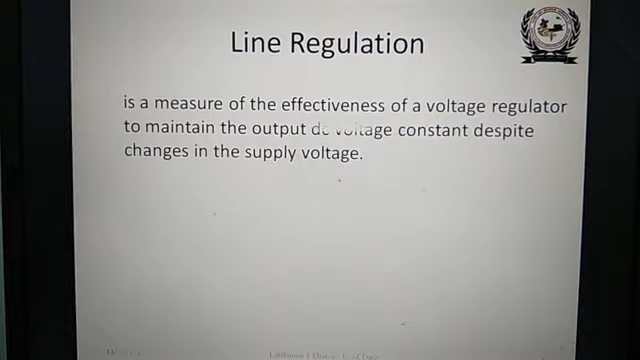 Line Regulation
is a measure of the effectiveness of a voltage regulator
to maintain the output dc voltage constant despite
changes in the supply voltage.